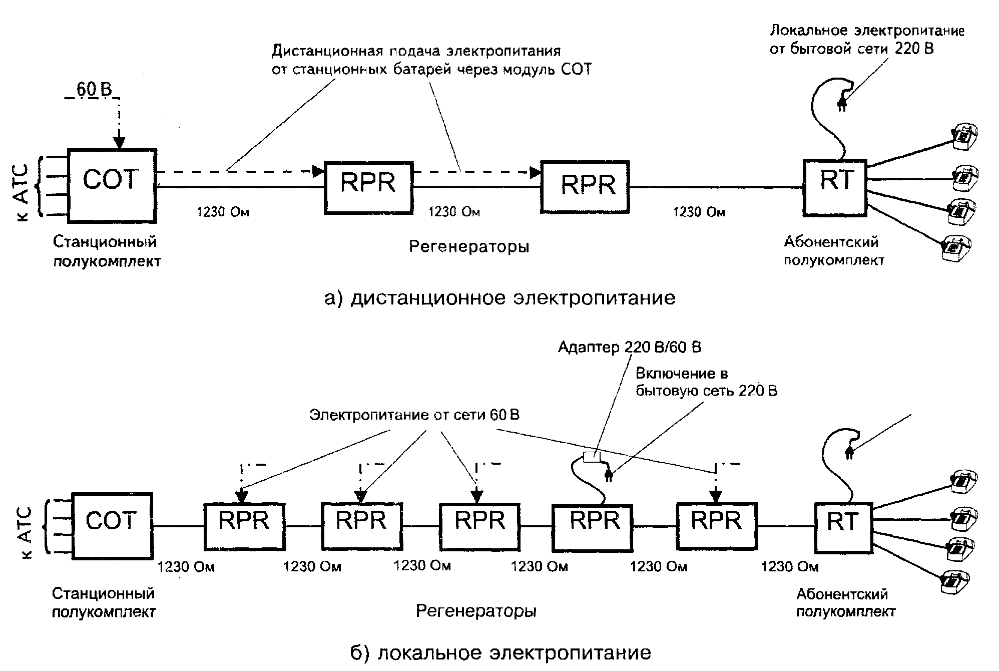 Локальное электропитание
от бытовой сети 220 В
Дистанционная подача электропитания
от станционных батарей через модуль СОТ
60 В
к АТС
СОТ
RPR
RPR
RT
1230 Ом
1230 Ом
1230 Ом
Станционный
полукомплект
Регенераторы
Абонентский
полукомплект
а) дистанционное электропитание
Адаптер 220 В/60 В
Включение в
бытовую сеть 220 В
Электропитание от сети 60 В
к АТС
СОТ
RPR
RPR
RPR
RPR
RPR
RT
1230 Ом
1230 Ом
1230 Ом
1230 Ом
1230 Ом
1230 Ом
Станционный
полукомплект
Регенераторы
Абонентский
полукомплект
б) локальное электропитание